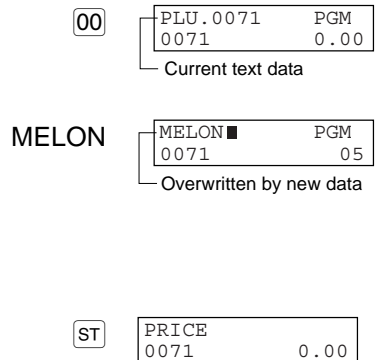 00 PLU.0071 PGM
0071 0.00
Current text data
MELON MELON PGM
0071 05
Overwritten by new data
ST PRICE
0071 0.00